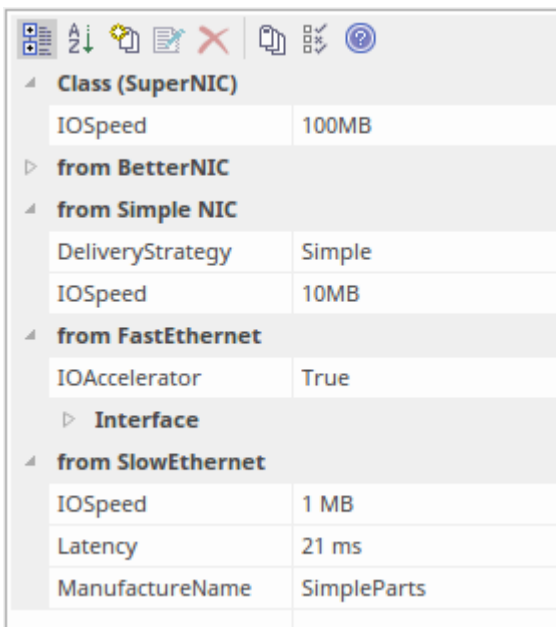 Class (SuperNIC)
IOSpeed 100MB
from BetterNIC
from Simple NIC
DeliveryStrategy Simple
IOSpeed 10MB
from FastEthernet
IOAccelerator True
Interface
from SlowEthernet
IOSpeed 1 MB
Latency 21 ms
ManufactureName SimpleParts